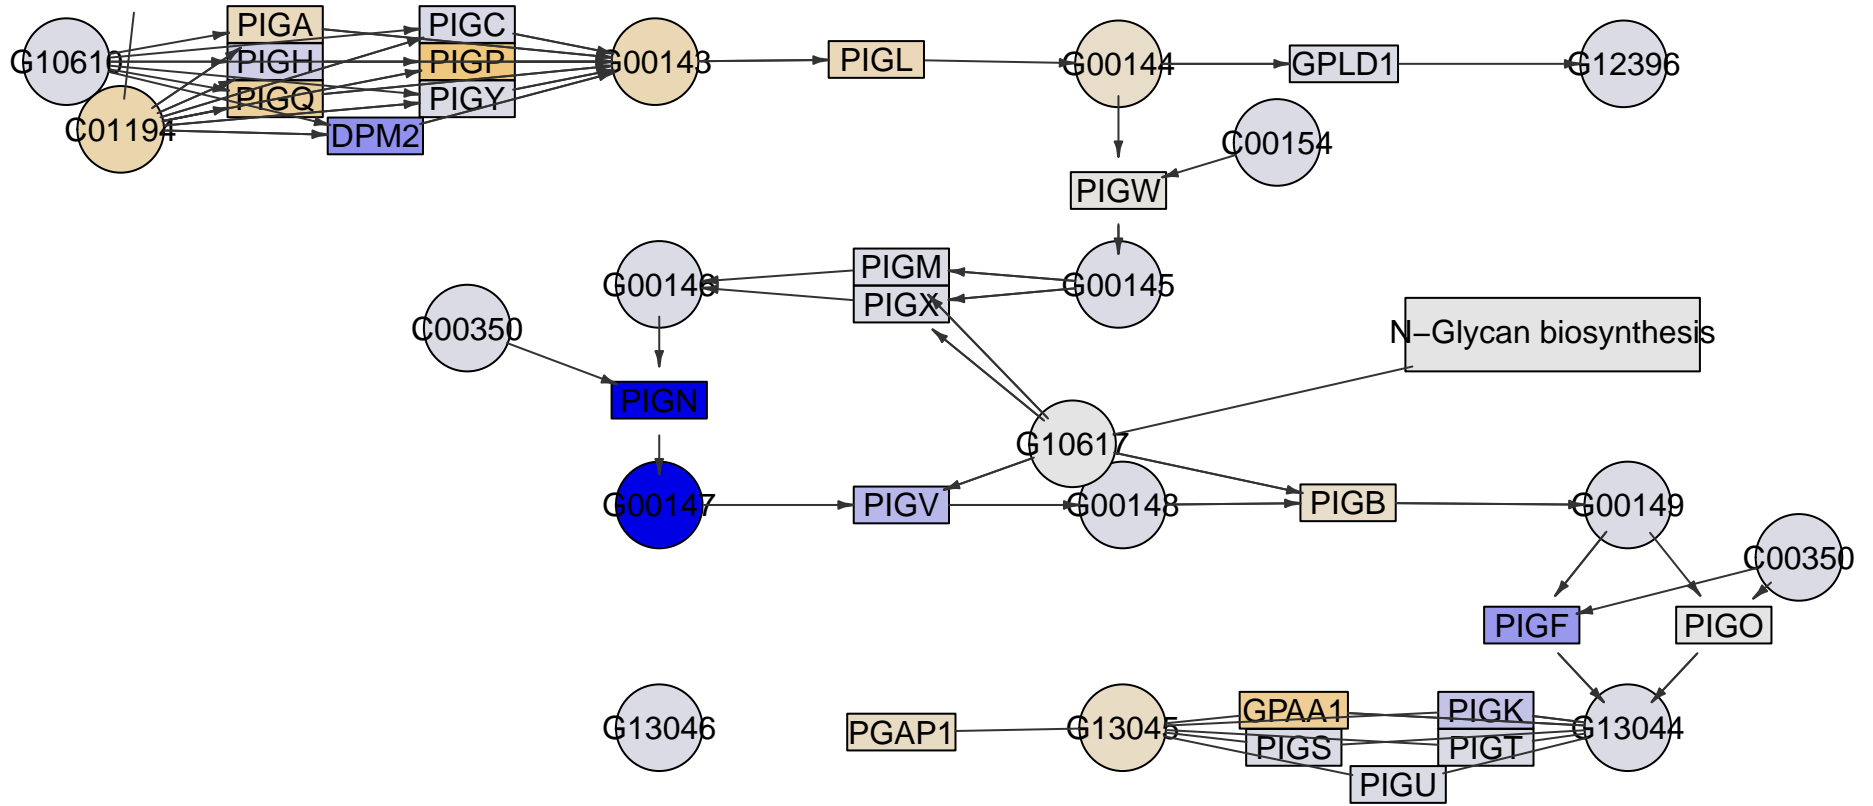 PIGA
PIGC
G10610
PIGH
PIGP
G00143
PIGL
G00144
GPLD1
G12396
PIGQ
PIGY
C01194
DPM2
C00154
PIGW
PIGM
G00146
G00145
PIGX
C00350
N−Glycan biosynthesis
PIGN
G10617
G00147
PIGV
G00148
PIGB
G00149
C00350
PIGF
PIGO
GPAA1
PIGK
G13046
PGAP1
G13045
G13044
PIGS
PIGT
PIGU